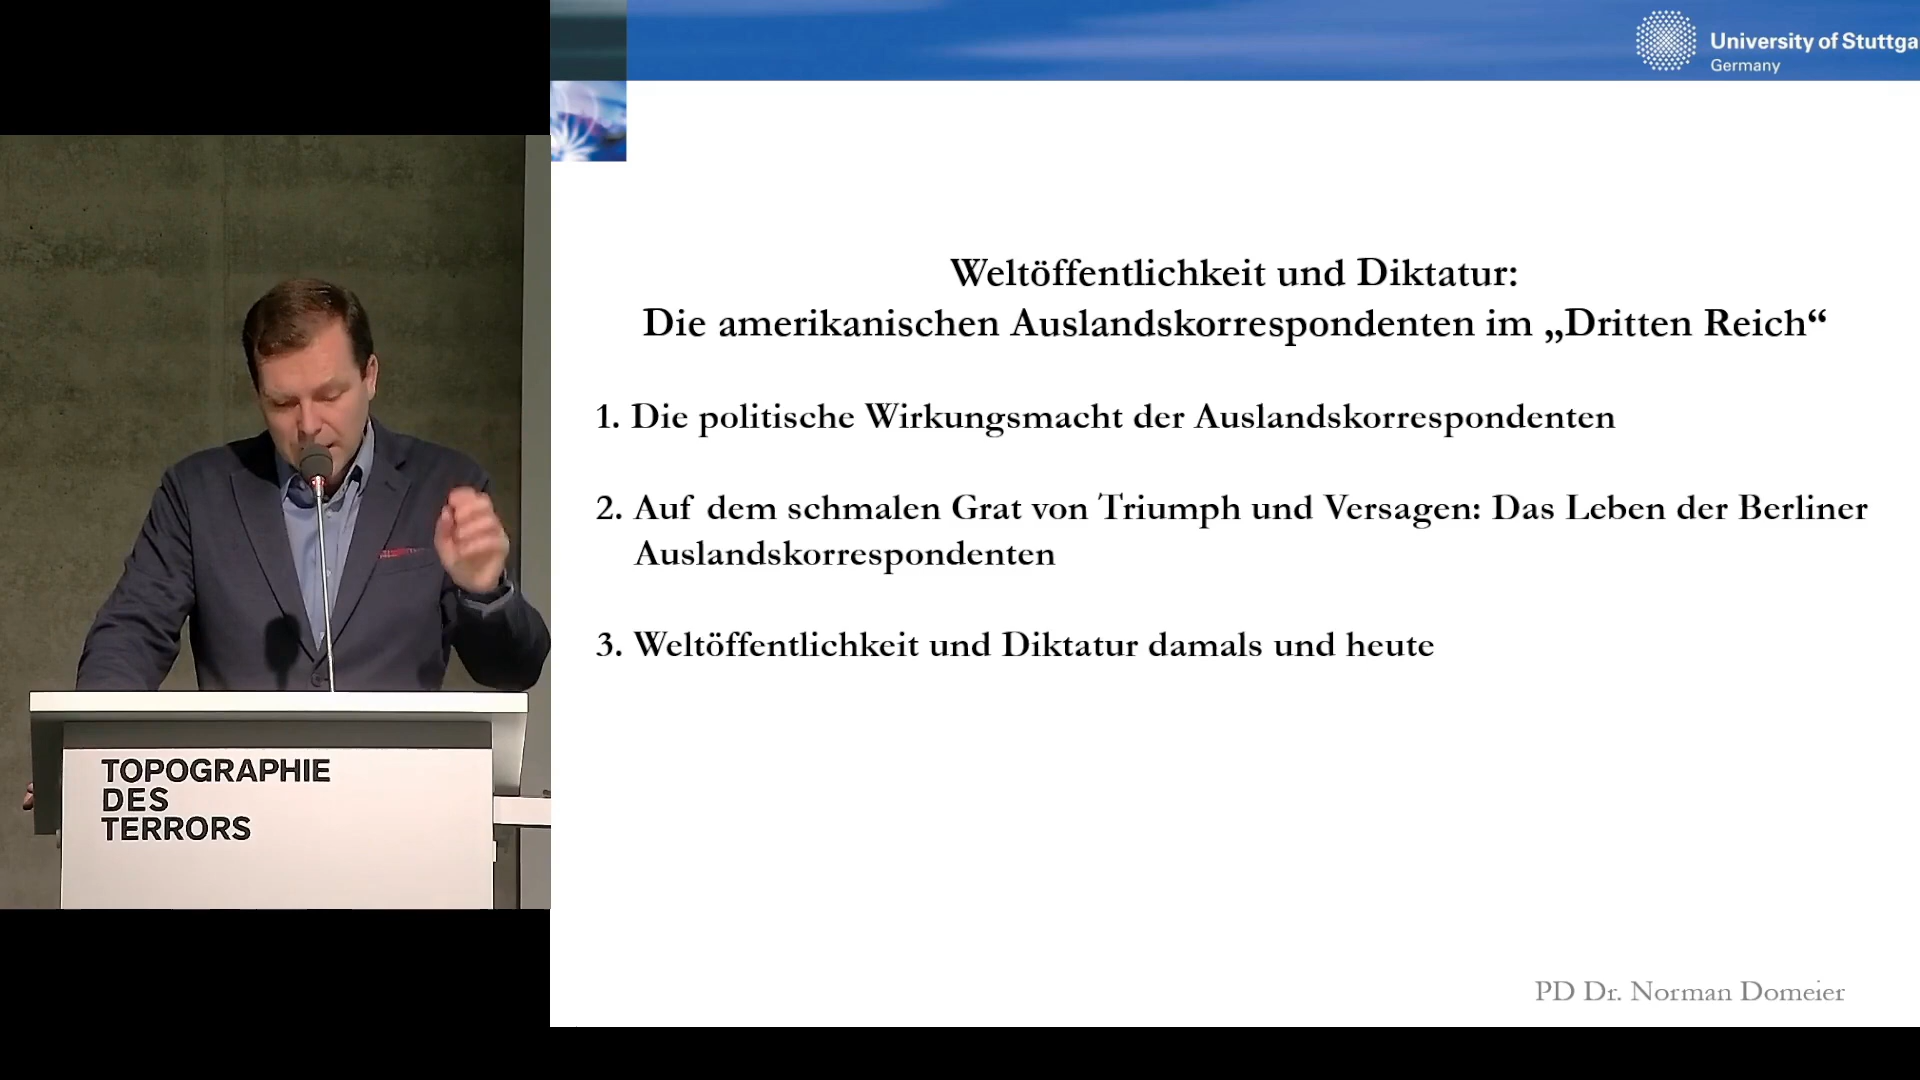 University of Stuttga
Germany
Weltöffentlichkeit und Diktatur:
Die amerikanischen Auslandskorrespondenten im „Dritten Reich“
1. Die politische Wirkungsmacht der Auslandskorrespondenten
2. Auf dem schmalen Grat von Triumph und Versagen: Das Leben der Berliner
Auslandskorrespondenten
3. Weltöffentlichkeit und Diktatur damals und heute
PD Dr. Norman Domeier
TOPOGRAPHIE
DES
TERRORS